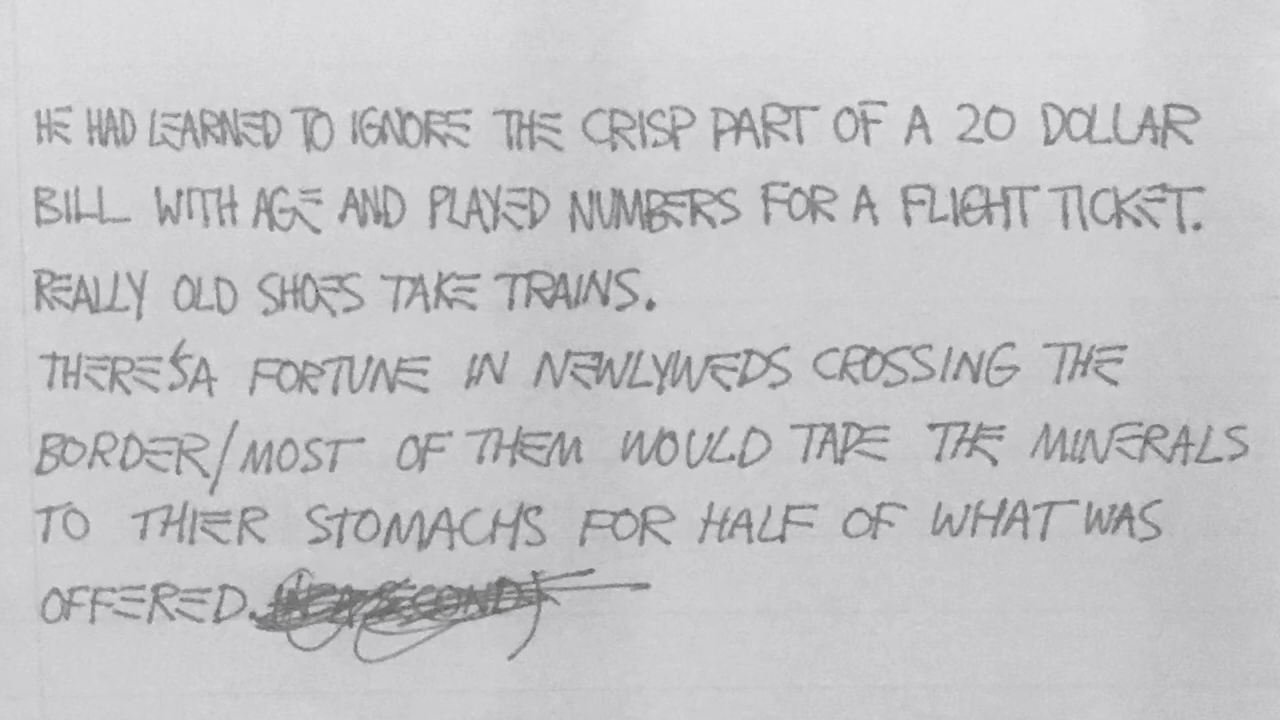 HE HAD LEARNED TO IGNORE THE CRISP PART OF A 20 DOLLAR
BILL WITH AGE AND PLAYED NUMBERS FOR A FLIGHT TICKET.
REALLY OLD SHOES TAKE TRAINS.
THERE'S A FORTUNE IN NEWLYWEDS CROSSING THE
BORDER/MOST OF THEM WOULD TAPE THE MINERALS
TO THIER STOMACHS FOR HALF OF WHAT WAS
OFFERED.